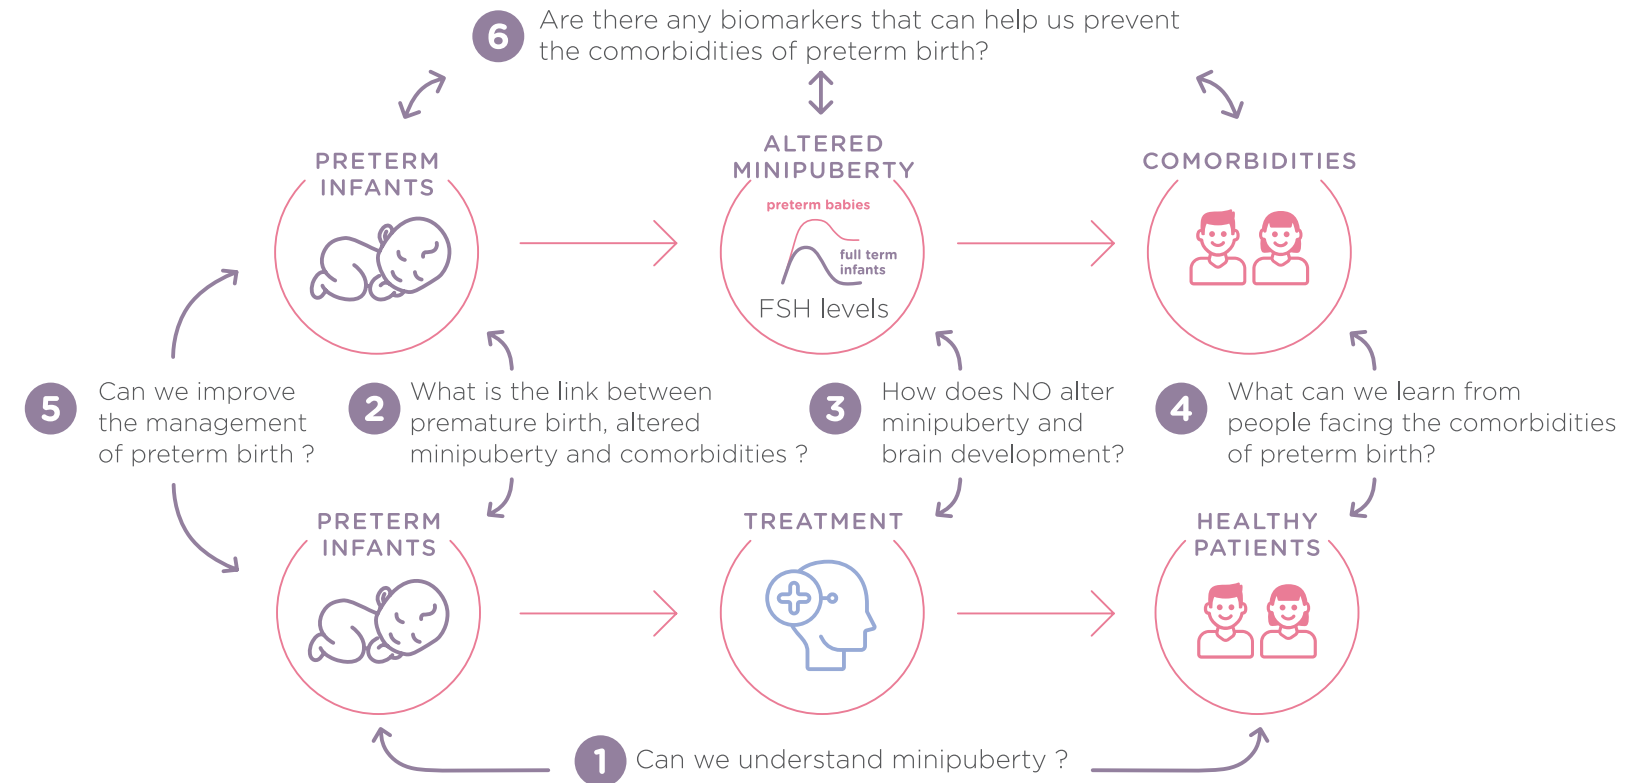 6
Are there any biomarkers that can help us prevent
the comorbidities of preterm birth?
PRETERM
INFANTS
ALTERED
MINIPUBERTY
preterm babies
full term
infants
FSH levels
COMORBIDITIES
5
Can we improve
the management
of preterm birth ?
2
What is the link between
premature birth, altered
minipuberty and comorbidities ?
3
How does NO alter
minipuberty and
brain development?
4
What can we learn from
people facing the comorbidities
of preterm birth?
PRETERM
INFANTS
TREATMENT
HEALTHY
PATIENTS
1
Can we understand minipuberty ?